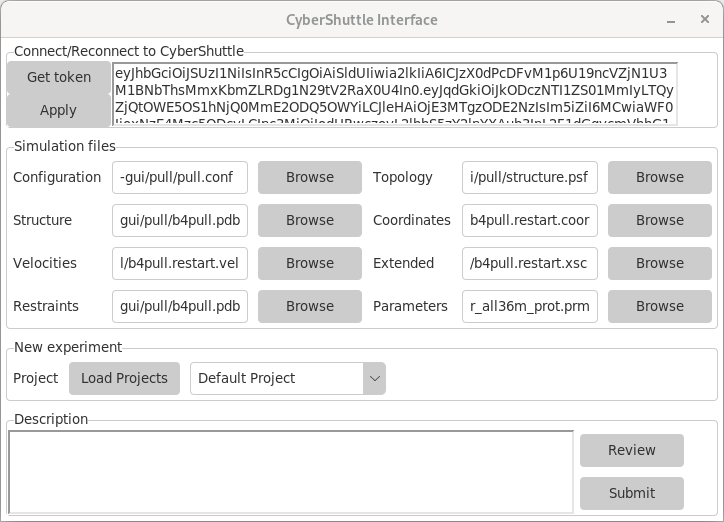 CyberShuttle Interface
Connect/Reconnect to CyberShuttle
Get token
Apply
eyJhbGciOiJSUzI1NiIsInR5cCIgOiAiSldUIiwia2lkIiA6ICJzX0dPcDFvM1p6U19ncVZjN1U3
M1BNbThsMmxKbmZLRDg1N29tV2RaX0U4In0.eyJqdGkiOiJkODczNTI1ZS01MmIyLTQy
ZjQtOWE5OS1hNjQ0MmE2ODQ5OWYiLCJleHAiOjE3MTgzODE2NzIsIm5iZiI6MCwiaWF0
Simulation files
Configuration -gui/pull/pull.conf Browse Topology i/pull/structure.psf Browse
Structure gui/pull/b4pull.pdb Browse Coordinates b4pull.restart.coor Browse
Velocities l/b4pull.restart.vel Browse Extended /b4pull.restart.xsc Browse
Restraints gui/pull/b4pull.pdb Browse Parameters r_all36m_prot.prm Browse
New experiment
Project Load Projects Default Project
Description
Review
Submit